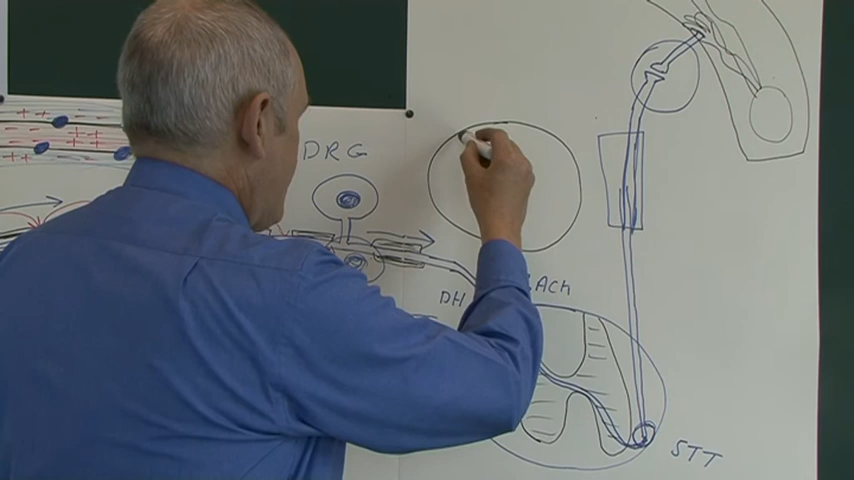 ++ ++
++ ++
DRG
DH
ACh
STT